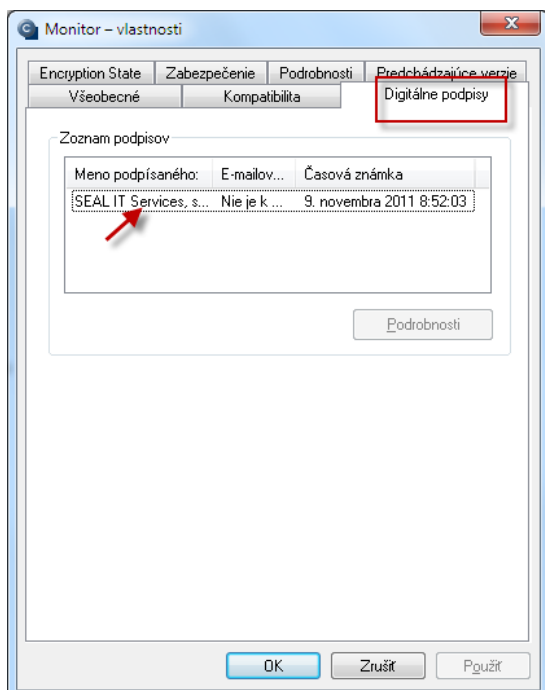 Monitor – vlastnosti
Encryption State Zabezpečenie Podrobnosti Predchádzajúce verzie
Všeobecné Kompatibilita Digitálne podpisy
Zoznam podpisov
Meno podpísaného: E-mailov... Časová známka
SEAL IT Services, s... Nie je k ... 9. novembra 2011 8:52:03
Podrobnosti
OK Zrušiť Použiť